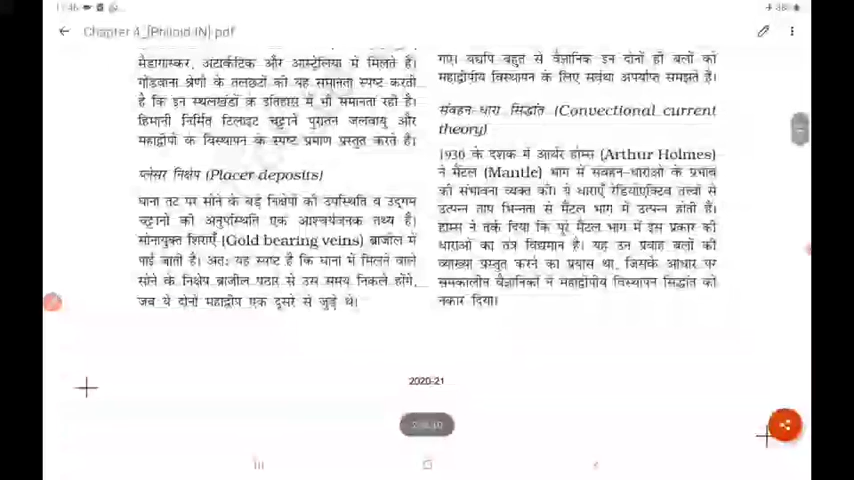 Chapter 4_[Philoid-IN].pdf
मैडागास्कर, अंटार्कटिक और आस्ट्रेलिया में मिलते हैं।
गोंडवाना श्रेणी के तलछटों की यह समानता स्पष्ट करती
है कि इन स्थलखंडों के इतिहास में भी समानता रही है।
हिमानी निर्मित टिलाइट चट्टानें पुरातन जलवायु और
महाद्वीपों के विस्थापन के स्पष्ट प्रमाण प्रस्तुत करते हैं।
प्लेसर निक्षेप (Placer deposits)
घाना तट पर सोने के बड़े निक्षेपों की उपस्थिति व उद्गम
चट्टानों की अनुपस्थिति एक आश्चर्यजनक तथ्य है।
सोनायुक्त शिराएँ (Gold bearing veins) ब्राजील में
पाई जाती हैं। अतः यह स्पष्ट है कि घाना में मिलने वाले
सोने के निक्षेप ब्राजील पठार से उस समय निकले होंगे,
जब ये दोनों महाद्वीप एक दूसरे से जुड़े थे।
गए। यद्यपि बहुत से वैज्ञानिक इन दोनों ही बलों को
महाद्वीपीय विस्थापन के लिए सर्वथा अपर्याप्त समझते हैं।
संवहन-धारा सिद्धांत (Convectional current
theory)
1930 के दशक में आर्थर होम्स (Arthur Holmes)
ने मैंटल (Mantle) भाग में संवहन-धाराओं के प्रभाव
की संभावना व्यक्त की। ये धाराएँ रेडियोएक्टिव तत्त्वों से
उत्पन्न ताप भिन्नता से मैंटल भाग में उत्पन्न होती हैं।
होम्स ने तर्क दिया कि पूरे मैंटल भाग में इस प्रकार की
धाराओं का तंत्र विद्यमान है। यह उन प्रवाह बलों की
व्याख्या प्रस्तुत करने का प्रयास था, जिसके आधार पर
समकालीन वैज्ञानिकों ने महाद्वीपीय विस्थापन सिद्धांत को
नकार दिया।
2020-21